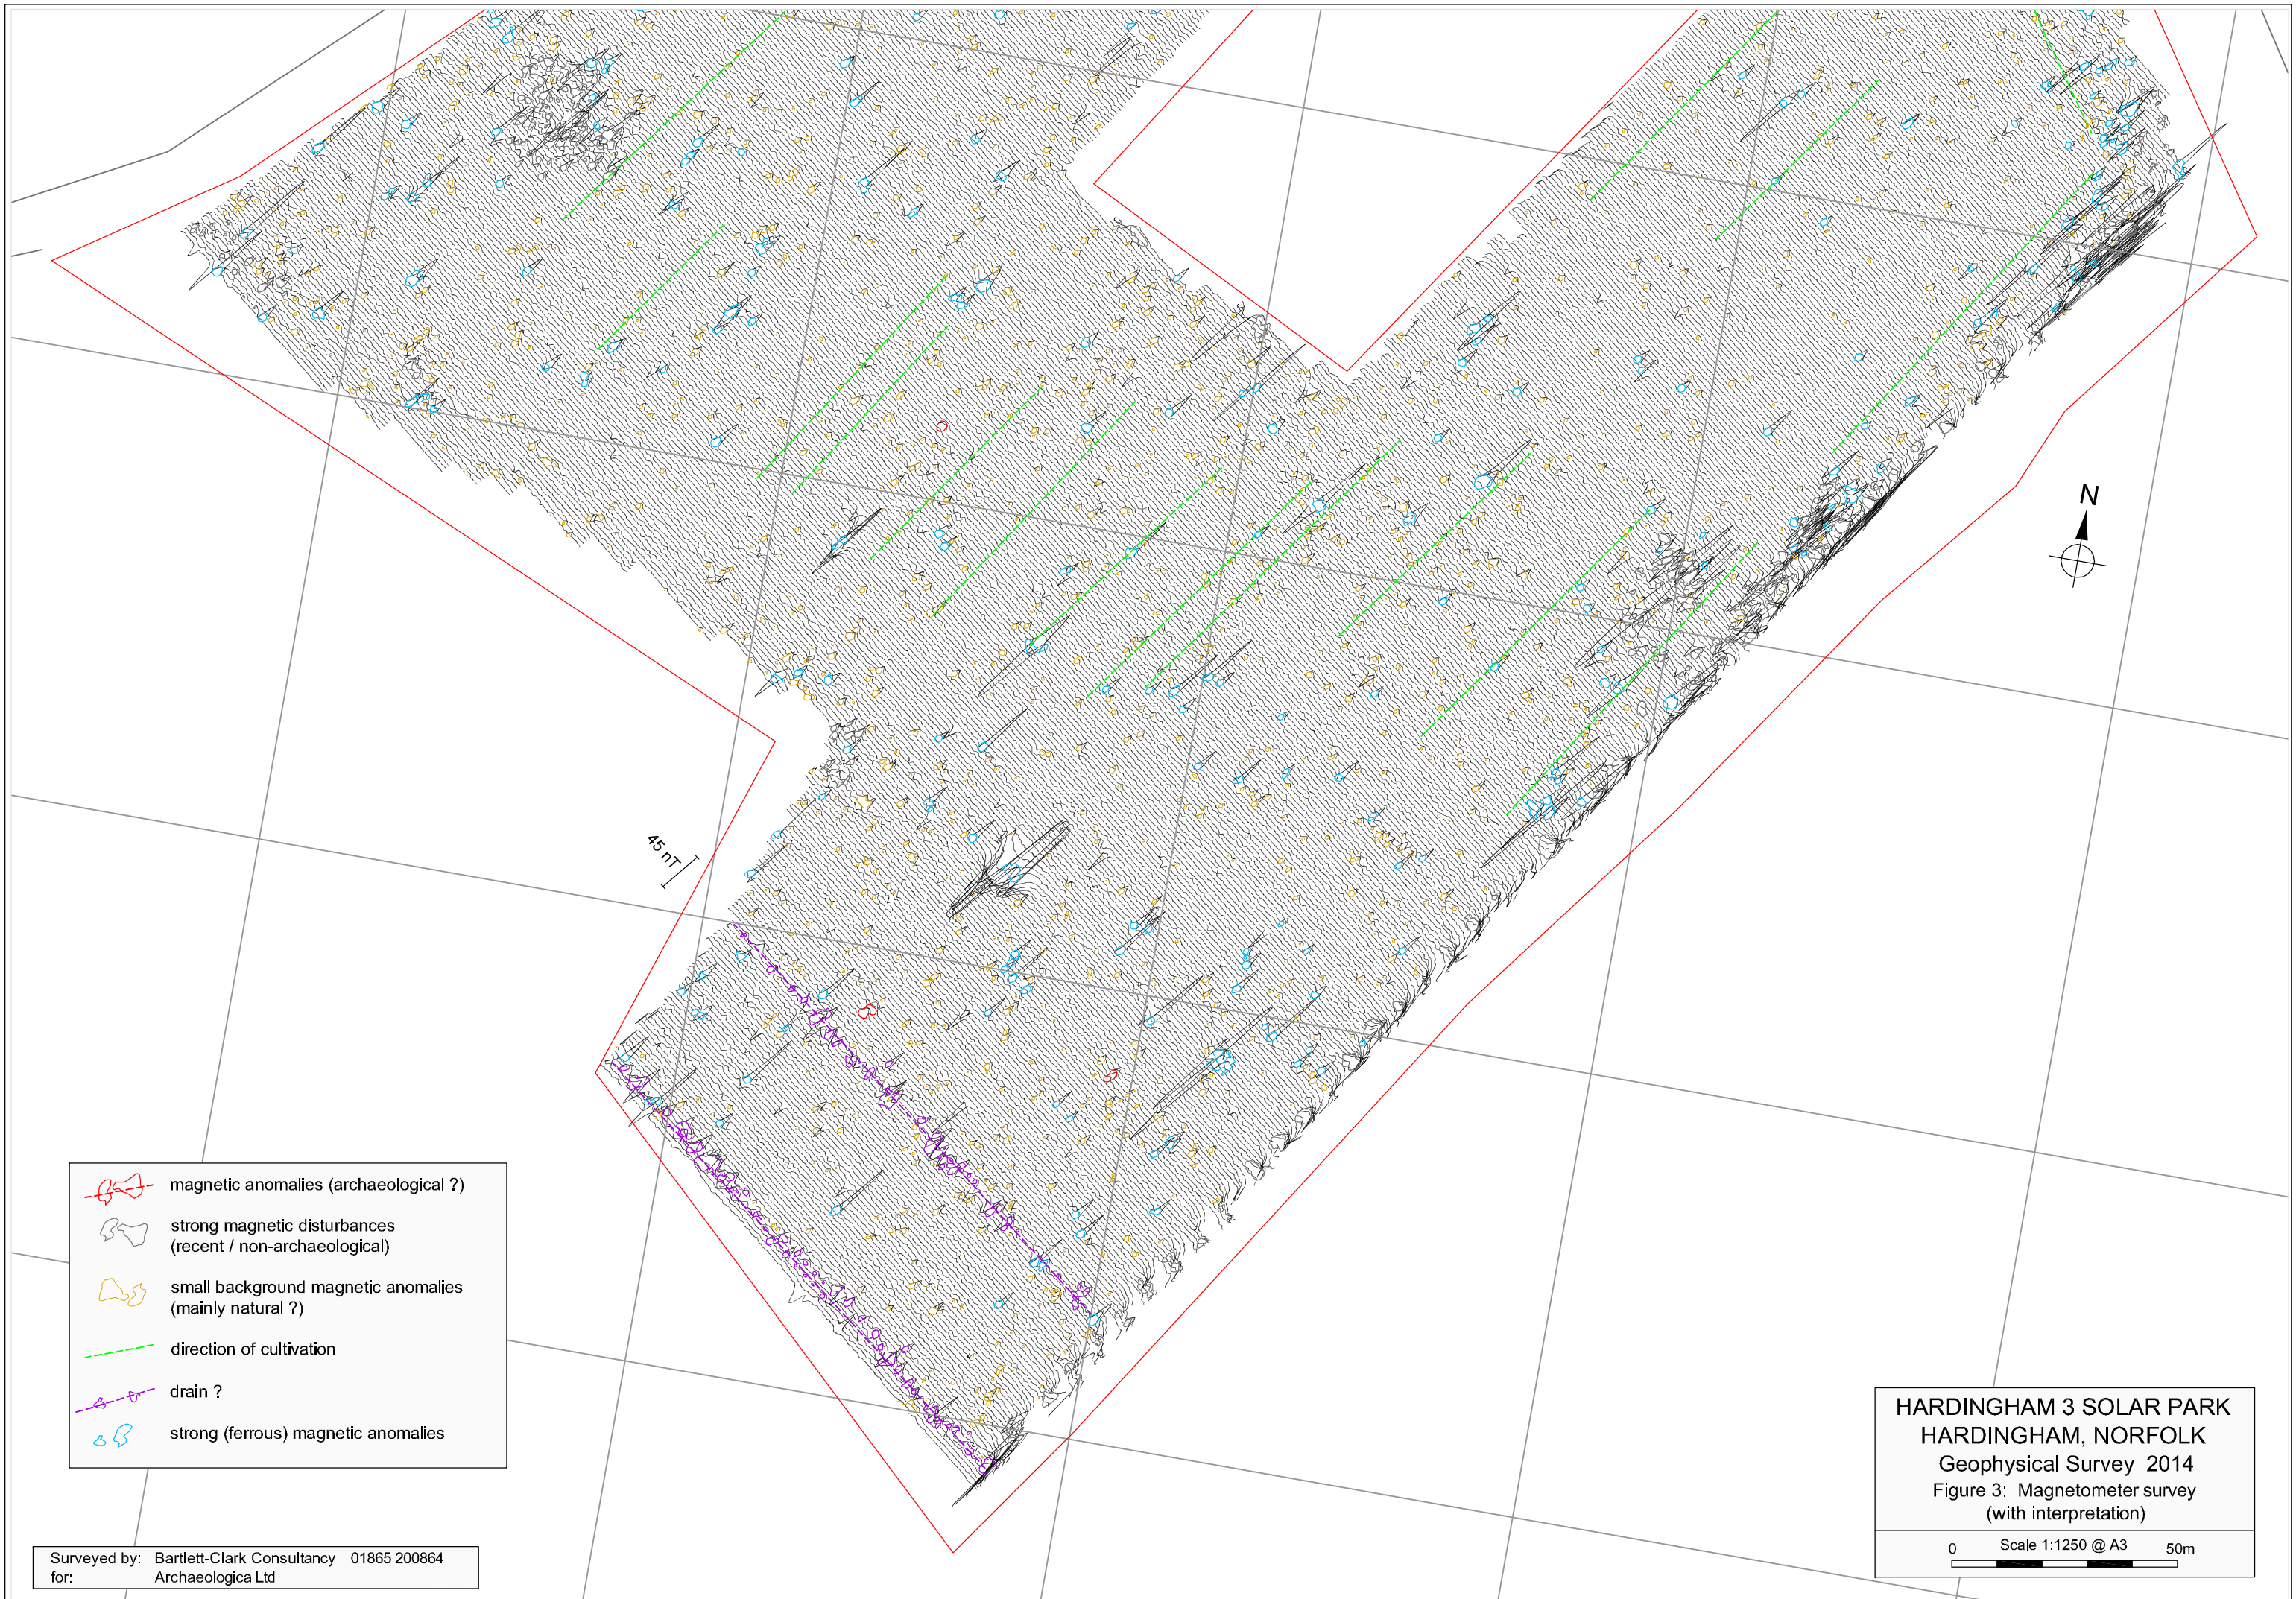 N
45 nT
magnetic anomalies (archaeological ?)
strong magnetic disturbances
(recent / non-archaeological)
small background magnetic anomalies
(mainly natural ?)
direction of cultivation
drain ?
strong (ferrous) magnetic anomalies
Surveyed by: Bartlett-Clark Consultancy 01865 200864
for: Archaeologica Ltd
HARDINGHAM 3 SOLAR PARK
HARDINGHAM, NORFOLK
Geophysical Survey 2014
Figure 3: Magnetometer survey
(with interpretation)
0 Scale 1:1250 @ A3 50m